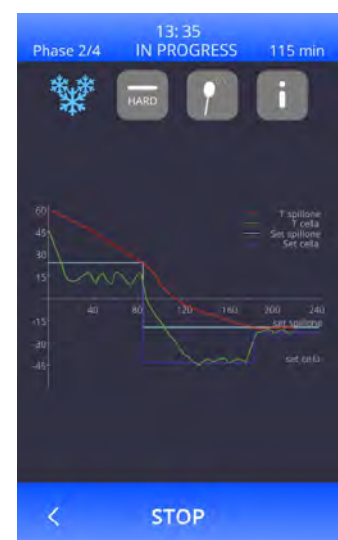 13: 35
Phase 2/4 IN PROGRESS 115 min
HARD i
60
45
30
15
-15
-30
-45
40 80 120 160 200 240
T spillone
T cella
Set spillone
Set cella
set spillone
set cella
< STOP